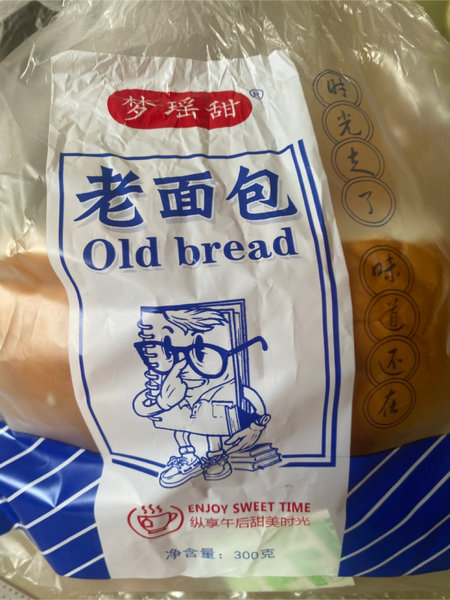 梦瑶甜®
老面包
Old bread
时光走了
味道还在
ENJOY SWEET TIME
纵享午后甜美时光
净含量：300克